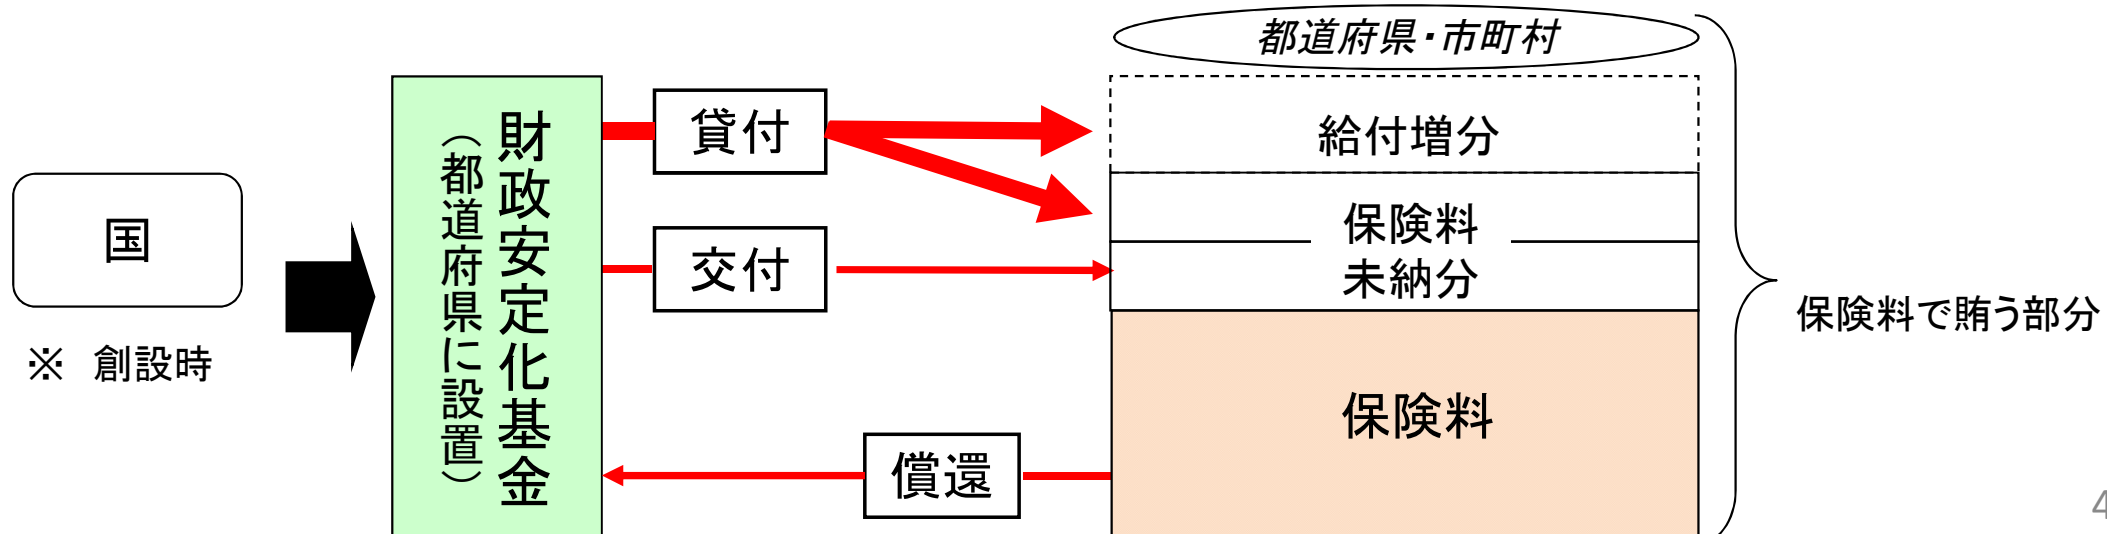 国
※ 創設時
財政安定化基金
（都道府県に設置）
貸付
交付
償還
都道府県・市町村
給付増分
保険料
未納分
保険料
保険料で賄う部分
4